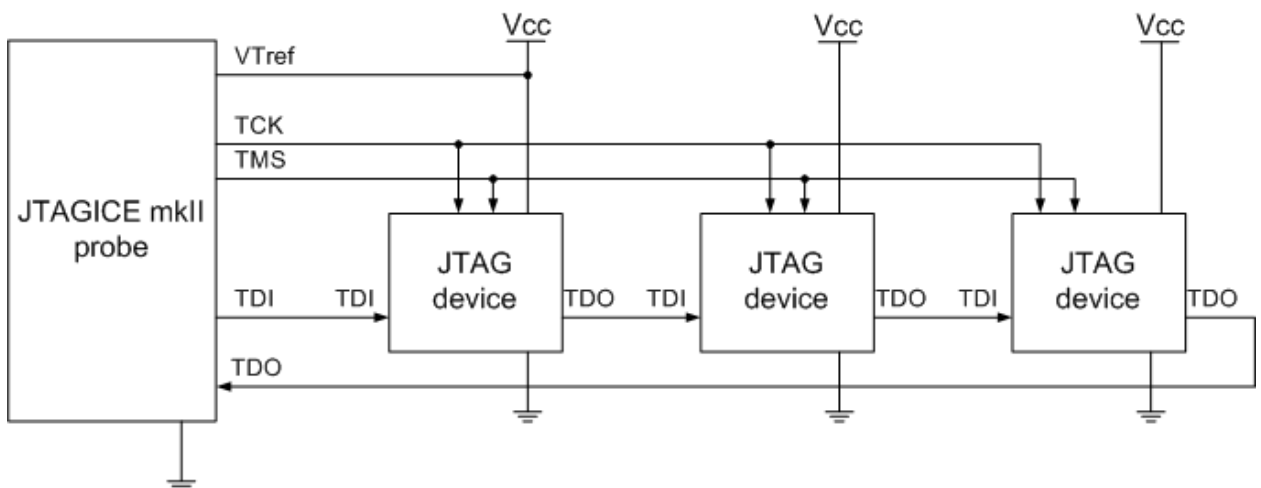 Vcc
Vcc
Vcc
VTref
TCK
TMS
JTAGICE mkII
probe
JTAG
device
JTAG
device
JTAG
device
TDI
TDI
TDO
TDI
TDO
TDI
TDO
TDO